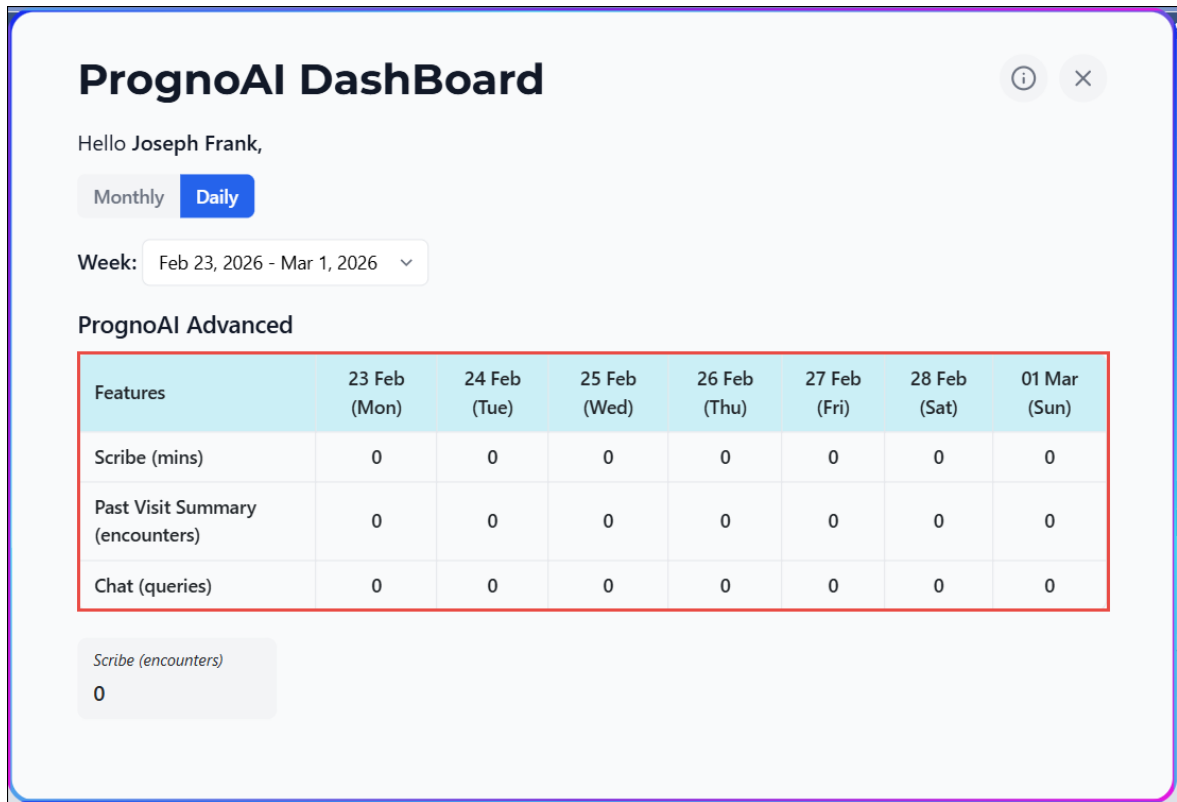 PrognoAI DashBoard
Hello Joseph Frank,
Monthly Daily
Week: Feb 23, 2026 - Mar 1, 2026
PrognoAI Advanced
Features 23 Feb (Mon) 24 Feb (Tue) 25 Feb (Wed) 26 Feb (Thu) 27 Feb (Fri) 28 Feb (Sat) 01 Mar (Sun)
Scribe (mins) 0 0 0 0 0 0 0
Past Visit Summary (encounters) 0 0 0 0 0 0 0
Chat (queries) 0 0 0 0 0 0 0
Scribe (encounters)
0